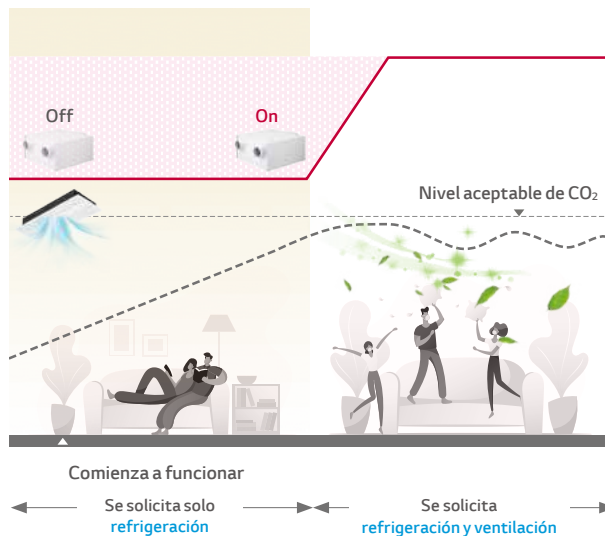 Off
On
Nivel aceptable de CO₂
Comienza a funcionar
Se solicita solo
refrigeración
Se solicita
refrigeración y ventilación